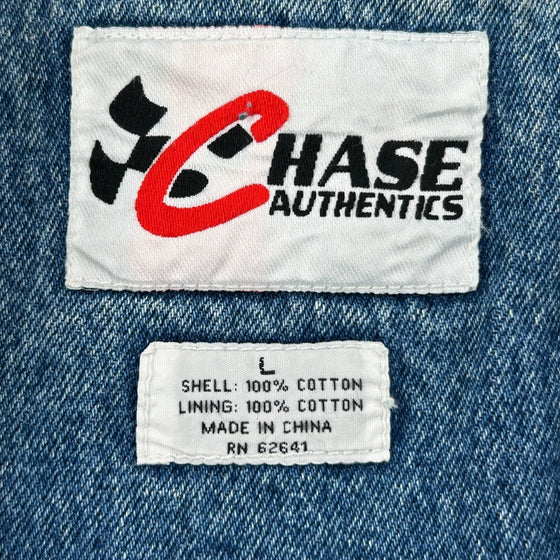 CHASE
AUTHENTICS
L
SHELL: 100% COTTON
LINING: 100% COTTON
MADE IN CHINA
RN 62641